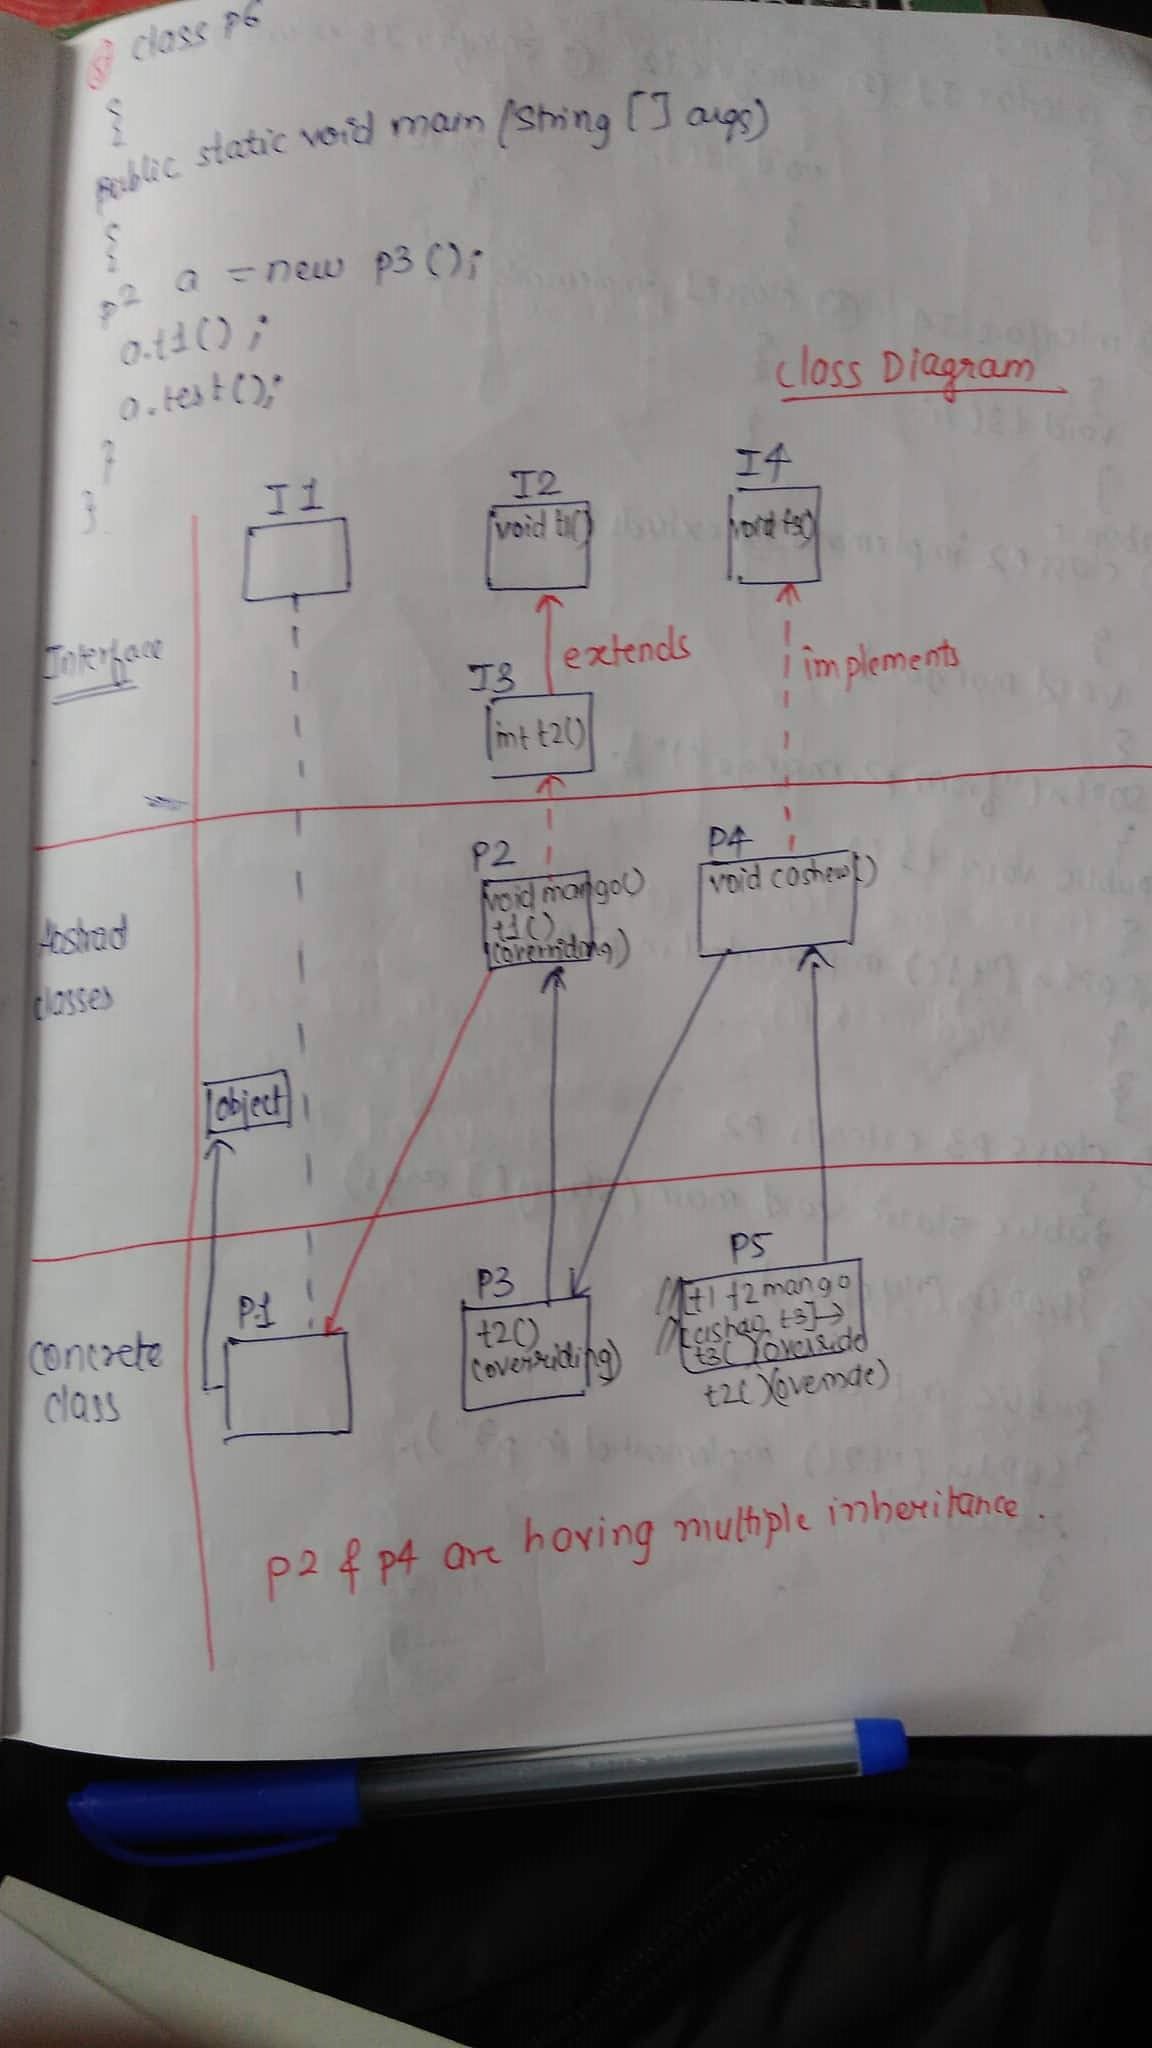 5) class p6
{
public static void main (String [ ] args)
{
p2 a = new p3 ();
a.t1() ;
a.test();
}
}
Class Diagram
I1
I2
I4
void t1()
void t3()
Interface
extends
implements
I3
int t2()
P2
P4
void mango()
t1()
(overriding)
void cashew()
Abstract
classes
object
P1
P3
P5
t2()
(overriding)
//[t1 t2 mango
t3]→
t3( )(override
t2( )(override)
concrete
class
p2 & p4 are having multiple inheritance.